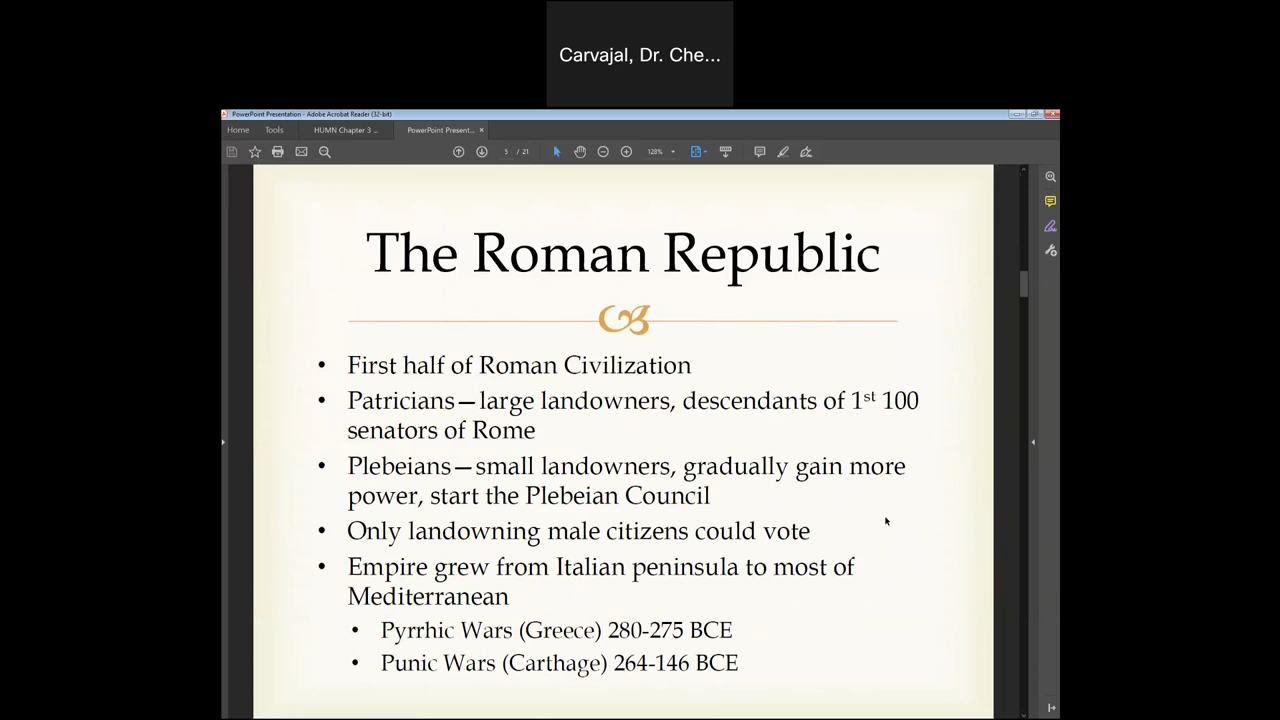 Carvajal, Dr. Che...
PowerPoint Presentation - Adobe Acrobat Reader (32-bit)
Home Tools HUMN Chapter 3 ... PowerPoint Present... ×
5 / 21 128%
The Roman Republic
• First half of Roman Civilization
• Patricians—large landowners, descendants of 1st 100
senators of Rome
• Plebeians—small landowners, gradually gain more
power, start the Plebeian Council
• Only landowning male citizens could vote
• Empire grew from Italian peninsula to most of
Mediterranean
• Pyrrhic Wars (Greece) 280-275 BCE
• Punic Wars (Carthage) 264-146 BCE